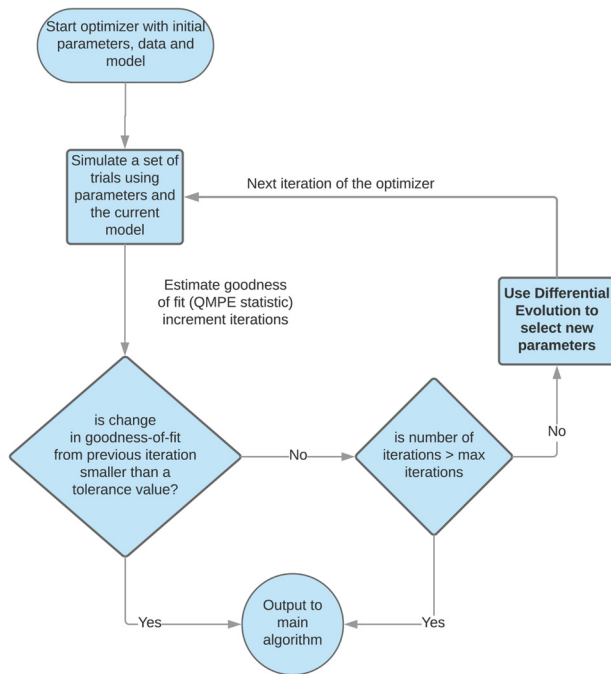 Start optimizer with initial
parameters, data and
model
Simulate a set of
trials using
parameters and
the current
model
Next iteration of the optimizer
Estimate goodness
of fit (QMPE statistic)
increment iterations
Use Differential
Evolution to
select new
parameters
is change
in goodness-of-fit
from previous iteration
smaller than a
tolerance value?
No
is number of
iterations > max
iterations
No
Yes
Output to
main
algorithm
Yes